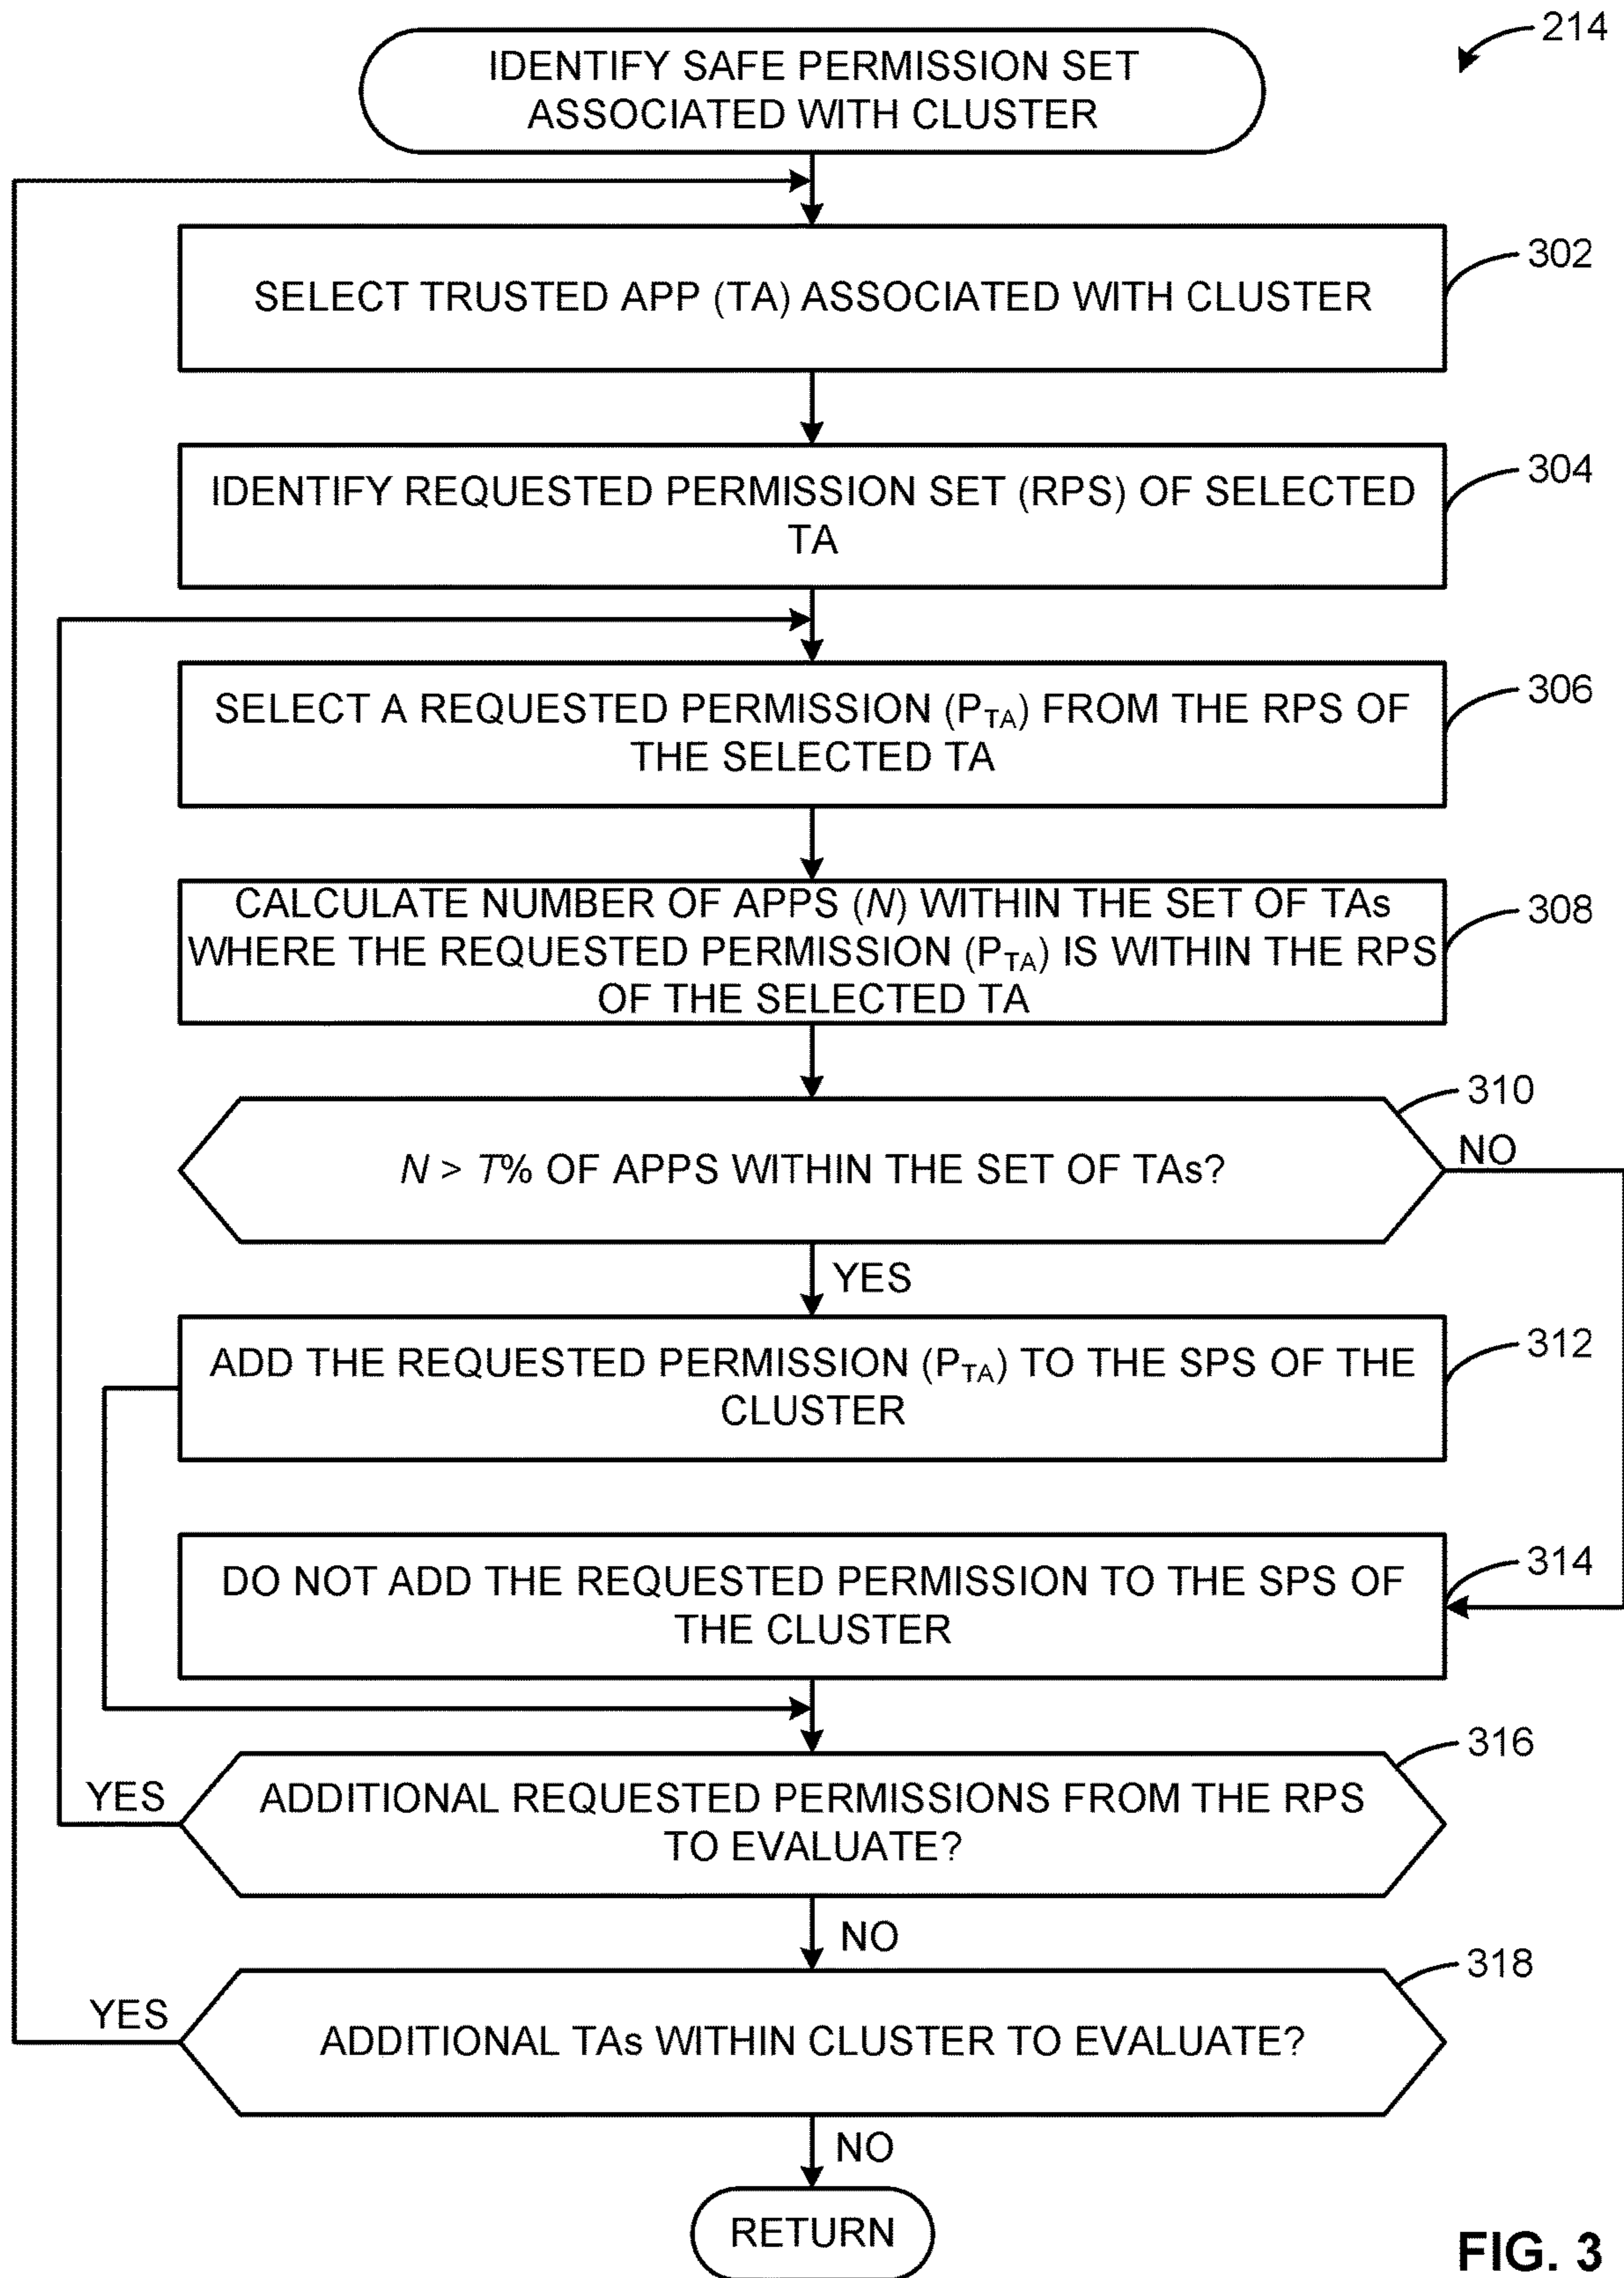 214
IDENTIFY SAFE PERMISSION SET
ASSOCIATED WITH CLUSTER
302
SELECT TRUSTED APP (TA) ASSOCIATED WITH CLUSTER
304
IDENTIFY REQUESTED PERMISSION SET (RPS) OF SELECTED
TA
306
SELECT A REQUESTED PERMISSION (PTA) FROM THE RPS OF
THE SELECTED TA
308
CALCULATE NUMBER OF APPS (N) WITHIN THE SET OF TAs
WHERE THE REQUESTED PERMISSION (PTA) IS WITHIN THE RPS
OF THE SELECTED TA
310
N > T% OF APPS WITHIN THE SET OF TAs?
NO
YES
312
ADD THE REQUESTED PERMISSION (PTA) TO THE SPS OF THE
CLUSTER
314
DO NOT ADD THE REQUESTED PERMISSION TO THE SPS OF
THE CLUSTER
316
YES
ADDITIONAL REQUESTED PERMISSIONS FROM THE RPS
TO EVALUATE?
NO
318
YES
ADDITIONAL TAs WITHIN CLUSTER TO EVALUATE?
NO
RETURN
FIG. 3